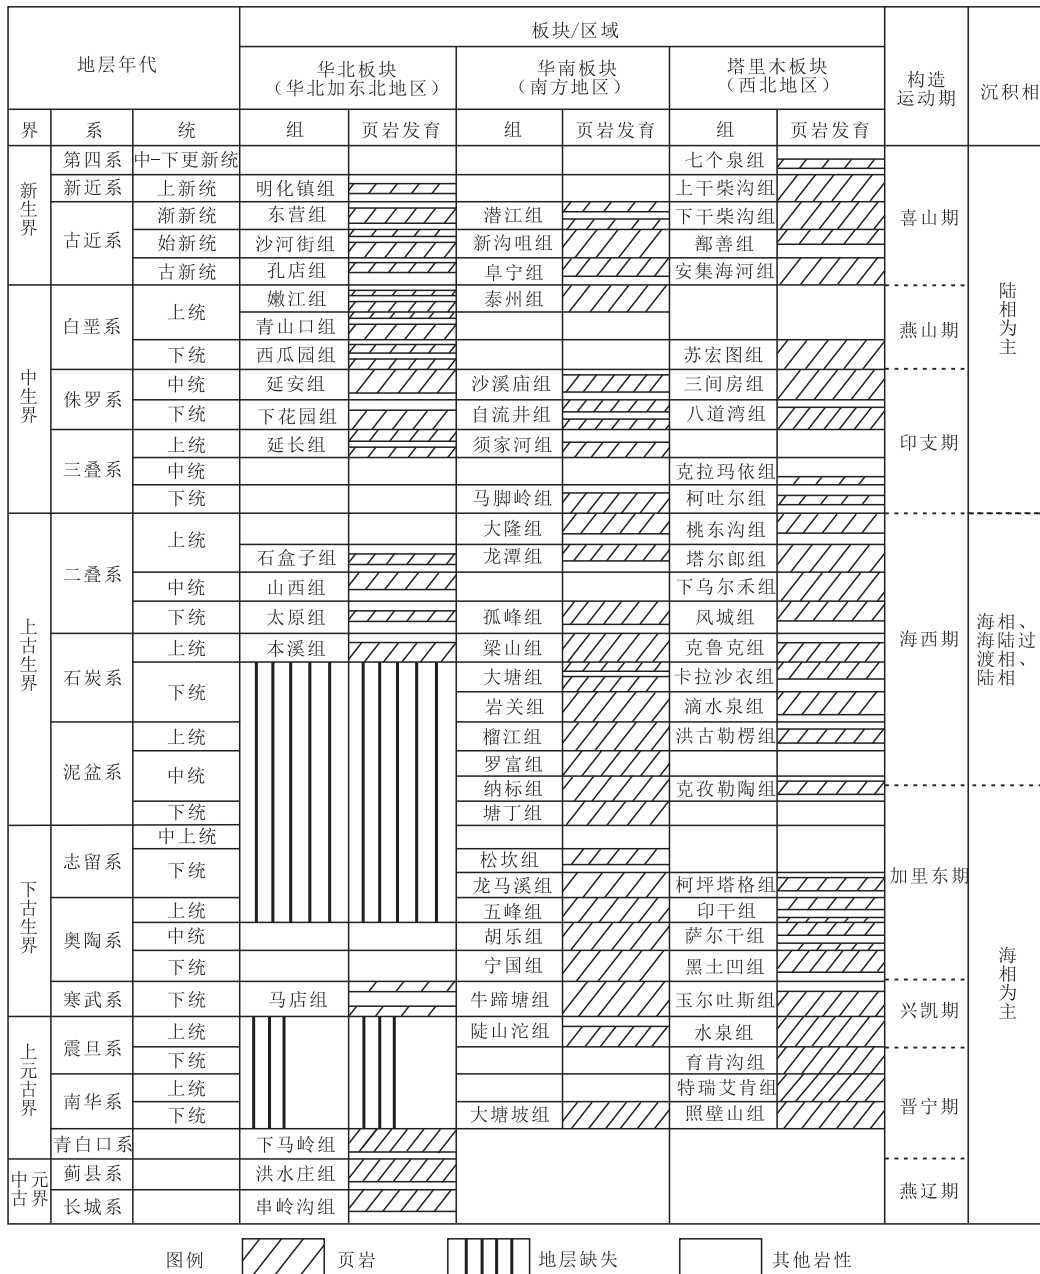 地层年代
板块/区域
构造
运动期
沉积相
华北板块
(华北加东北地区)
华南板块
(南方地区)
塔里木板块
(西北地区)
界 系 统 组 页岩发育 组 页岩发育 组 页岩发育
新生界
第四系 中-下更新统 七个泉组
新近系 上新统 明化镇组 上干柴沟组
古近系
渐新统 东营组 潜江组 下干柴沟组
喜山期
始新统 沙河街组 新沟咀组 鄯善组
古新统 孔店组 阜宁组 安集海河组
陆相为主
中生界
白垩系
上统
嫩江组 泰州组
青山口组
燕山期
下统 西瓜园组 苏宏图组
侏罗系
中统 延安组 沙溪庙组 三间房组
下统 下花园组 自流井组 八道湾组
印支期
三叠系
上统 延长组 须家河组
中统 克拉玛依组
下统 马脚岭组 柯吐尔组
上古生界
二叠系
上统
大隆组 桃东沟组
石盒子组 龙潭组 塔尔郎组
中统 山西组 下乌尔禾组
下统 太原组 孤峰组 风城组
海西期
海相、
海陆过
渡相、
陆相
石炭系
上统 本溪组 梁山组 克鲁克组
下统
大塘组 卡拉沙衣组
岩关组 滴水泉组
泥盆系
上统 榴江组 洪古勒楞组
中统
罗富组
纳标组 克孜勒陶组
下统 塘丁组
下古生界
志留系
中上统
下统
松坎组
龙马溪组 柯坪塔格组
加里东期
奥陶系
上统 五峰组 印干组
中统 胡乐组 萨尔干组
下统 宁国组 黑土凹组
海相为主
寒武系 下统 马店组 牛蹄塘组 玉尔吐斯组
兴凯期
上元古界
震旦系
上统 陡山沱组 水泉组
下统 育肯沟组
南华系
上统 特瑞艾肯组
下统 大塘坡组 照壁山组
晋宁期
青白口系 下马岭组
中元
古界
蓟县系 洪水庄组
长城系 串岭沟组
燕辽期
图例 页岩 地层缺失 其他岩性